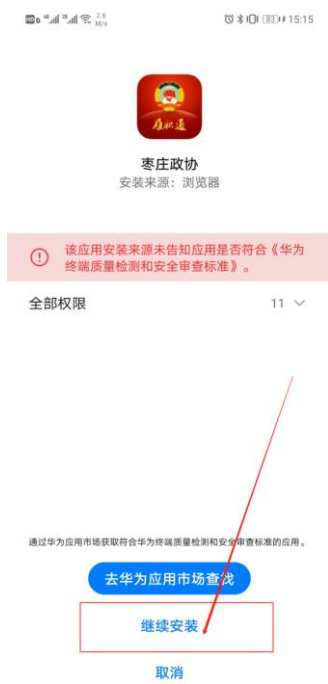 2.6
M/s
15:15
枣庄政协
安装来源：浏览器
该应用安装来源未告知应用是否符合《华为
终端质量检测和安全审查标准》。
全部权限 11
通过华为应用市场获取符合华为终端质量检测和安全审查标准的应用。
去华为应用市场查找
继续安装
取消